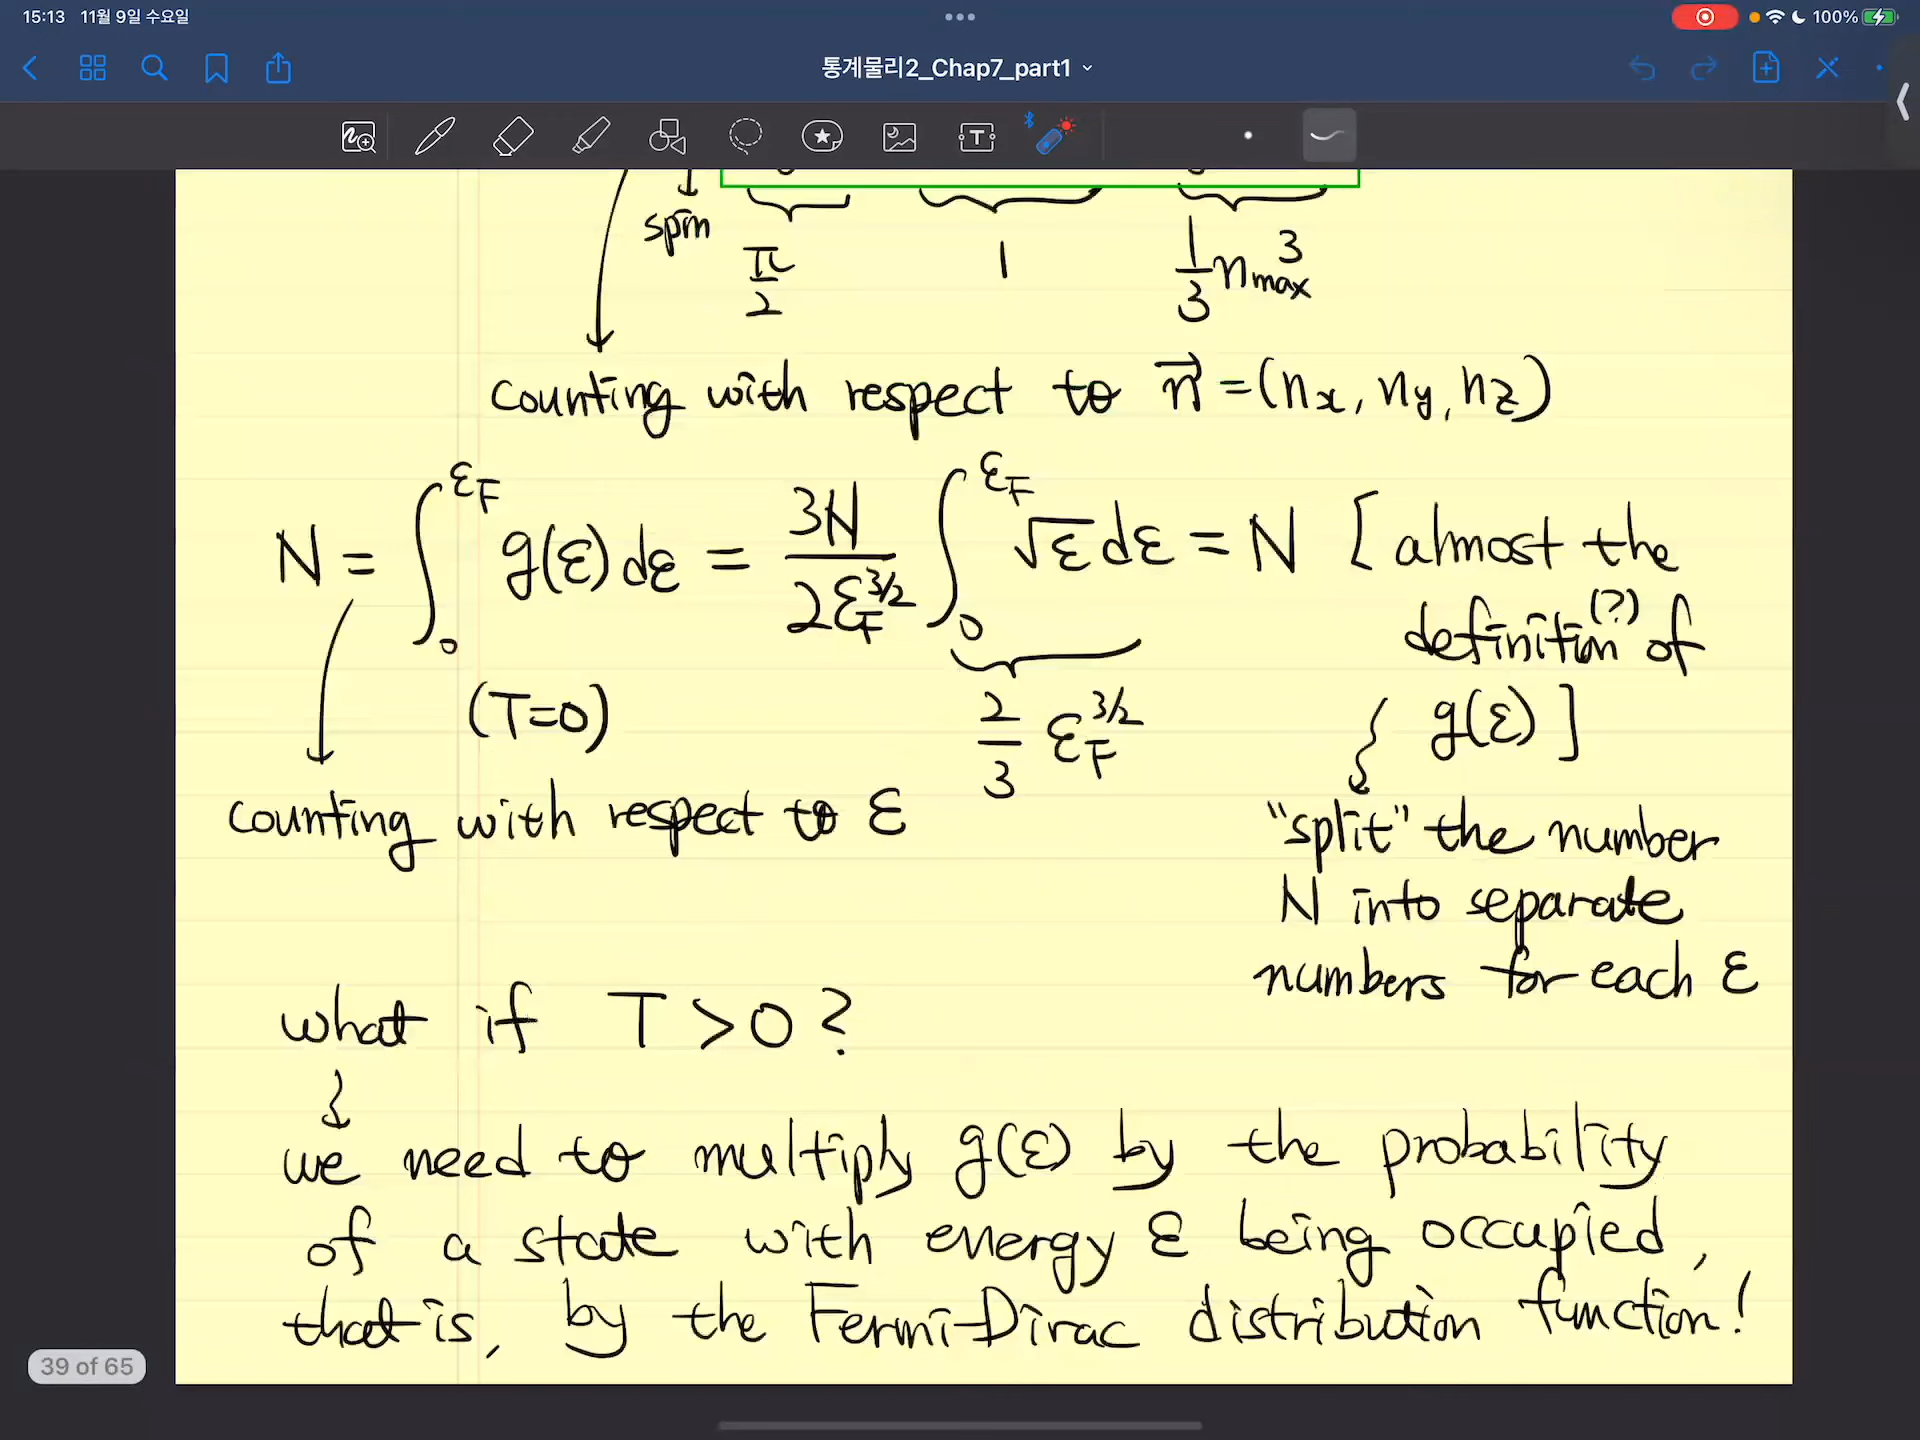 15:13 11월 9일 수요일
100%
통계물리2_Chap7_part1
spin
π/2
1
1/3 n_max^3
counting with respect to n⃗ = (nx, ny, nz)
N = ∫_0^{εF} g(ε)dε = 3N/(2εF^{3/2}) ∫_0^{εF} √ε dε = N [almost the
definition(?) of
g(ε)]
(T=0)
2/3 εF^{3/2}
counting with respect to ε
"split" the number
N into separate
numbers for each ε
what if T > 0 ?
we need to multiply g(ε) by the probability
of a state with energy ε being occupied,
that is, by the Fermi-Dirac distribution function!
39 of 65